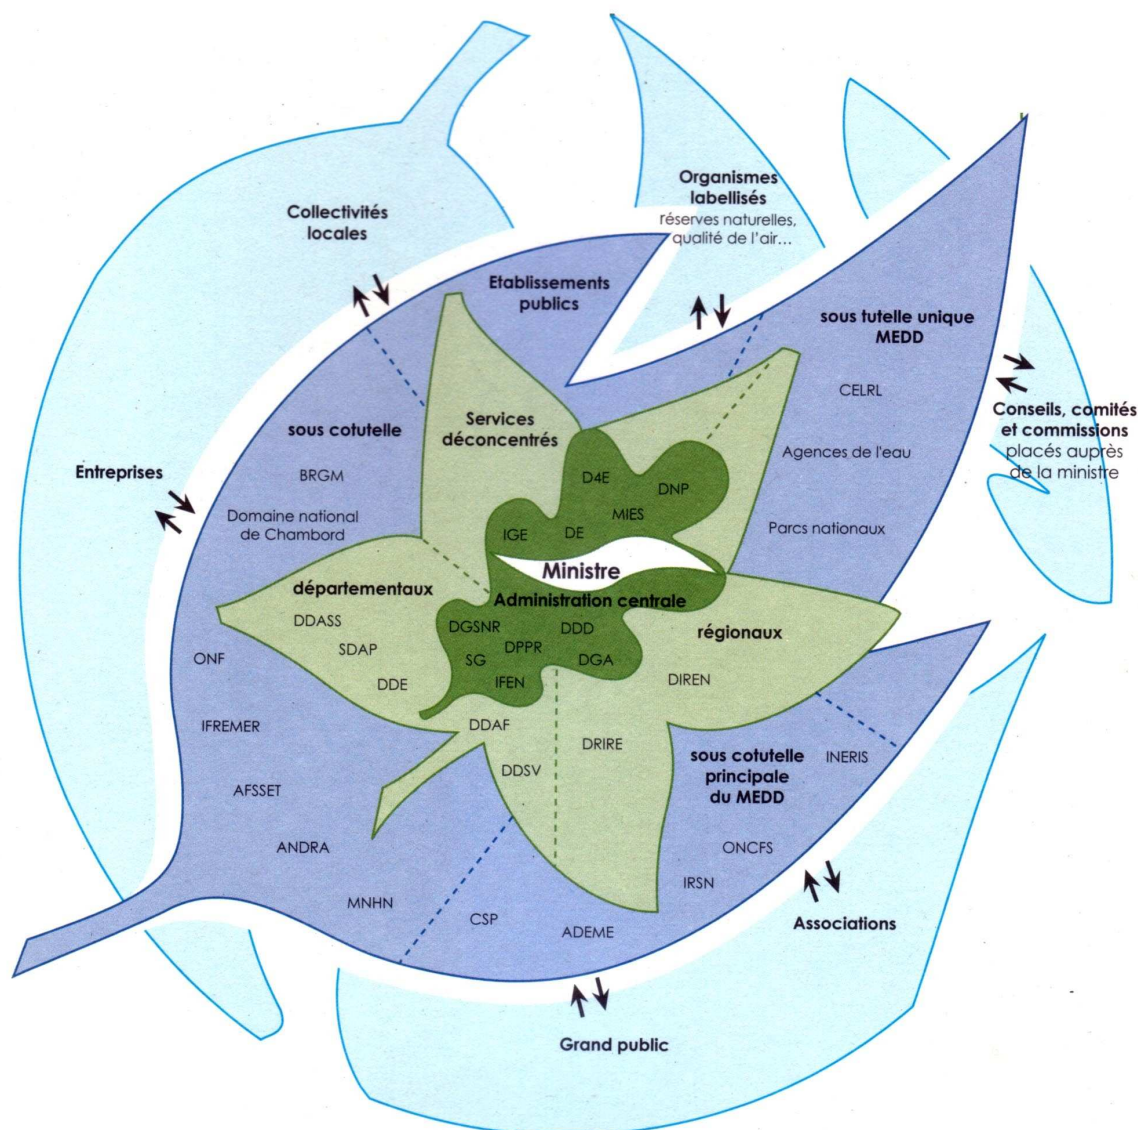 Organismes
labellisés
réserves naturelles,
qualité de l'air...
Collectivités
locales
Etablissements
publics
sous tutelle unique
MEDD
CELRL
Conseils, comités
et commissions
placés auprès
de la ministre
Agences de l'eau
Parcs nationaux
Services
déconcentrés
sous cotutelle
BRGM
Domaine national
de Chambord
Entreprises
D4E
DNP
MIES
IGE
DE
Ministre
Administration centrale
DGSNR
DDD
DPPR
SG
DGA
IFEN
départementaux
DDASS
SDAP
DDE
DDAF
DDSV
régionaux
DIREN
DRIRE
ONF
IFREMER
AFSSET
ANDRA
MNHN
sous cotutelle
principale
du MEDD
INERIS
ONCFS
IRSN
CSP
ADEME
Associations
Grand public